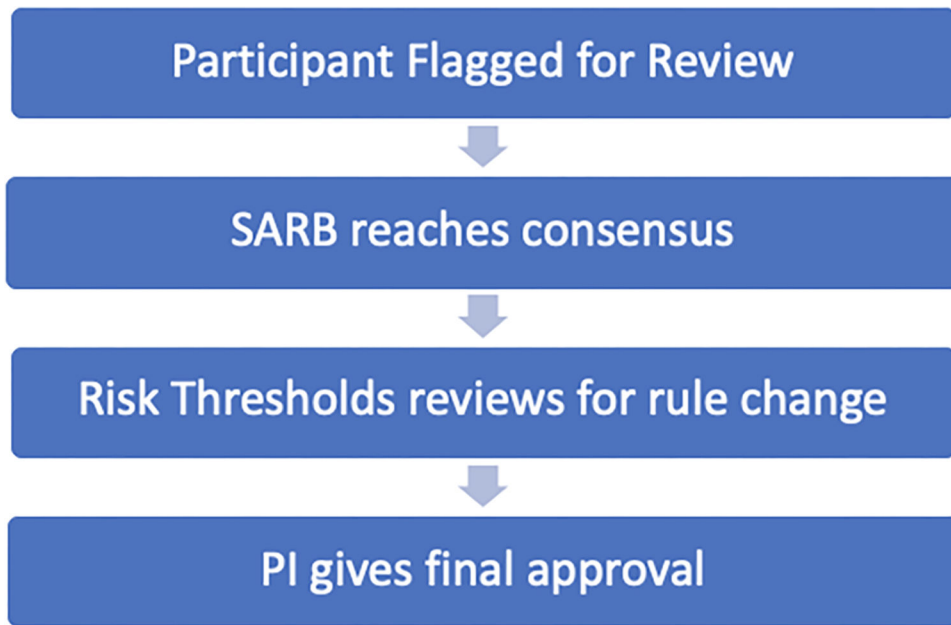 Participant Flagged for Review
SARB reaches consensus
Risk Thresholds reviews for rule change
PI gives final approval